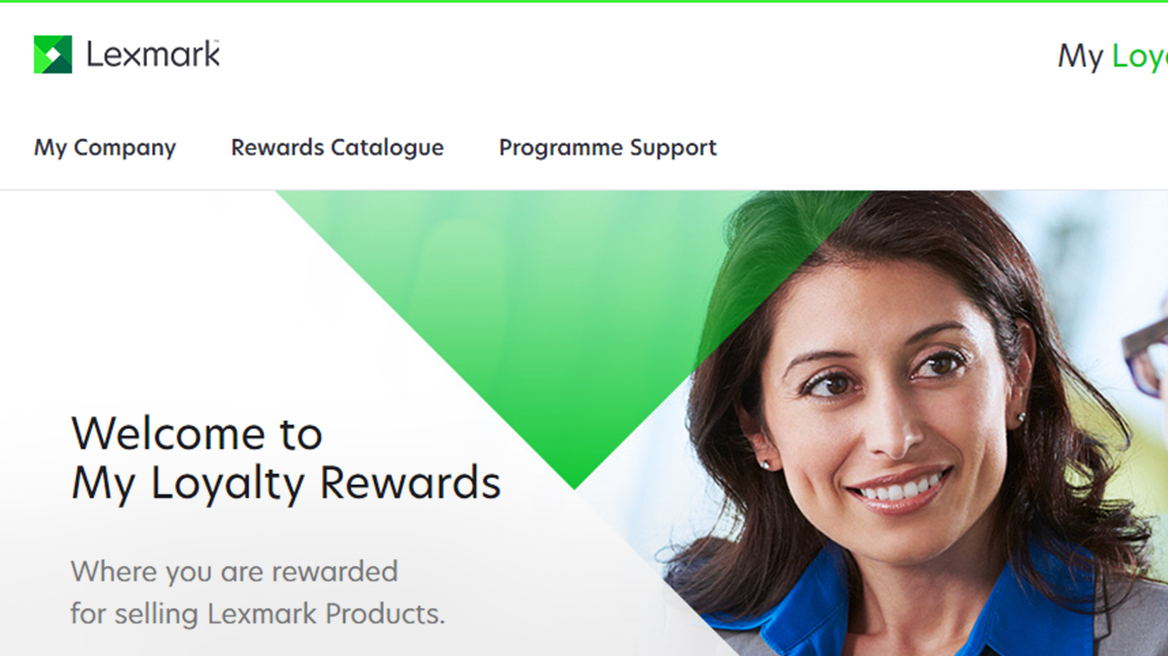 Lexmark
My Loy
My Company Rewards Catalogue Programme Support
Welcome to
My Loyalty Rewards
Where you are rewarded
for selling Lexmark Products.